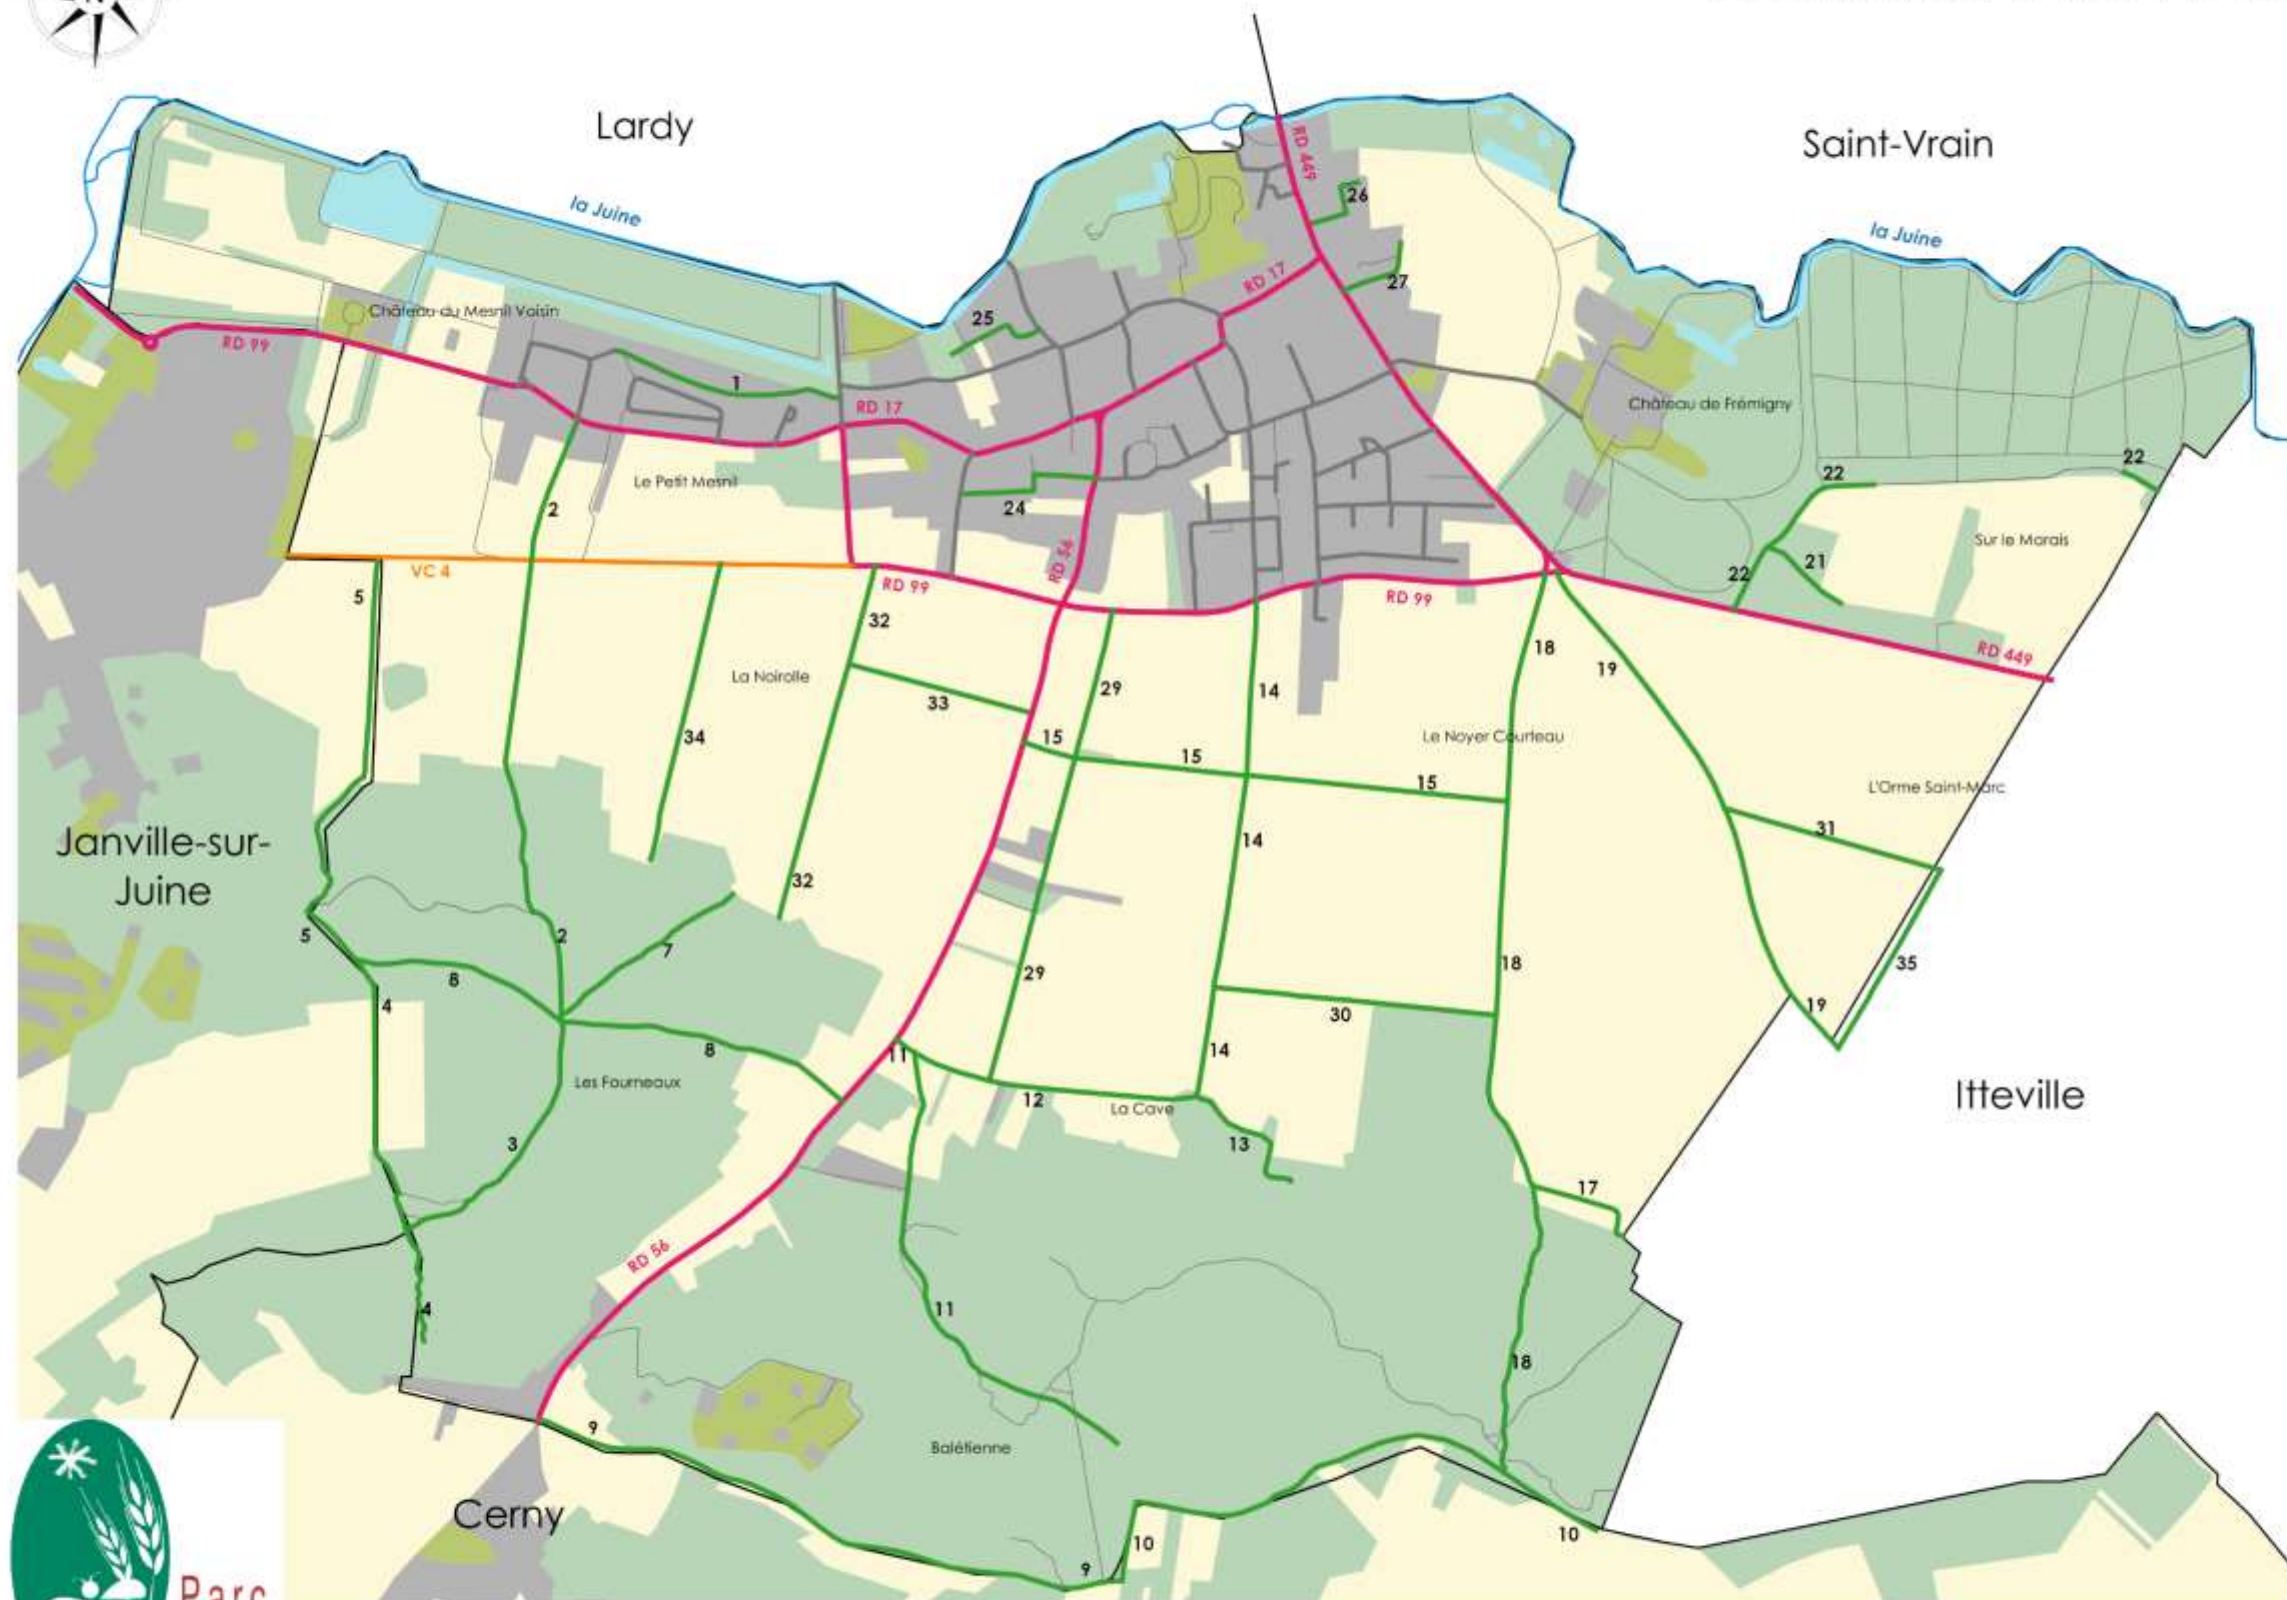 N
Lardy
Saint-Vrain
RD 449
26
la Juine
la Juine
RD 17
27
Château du Mesnil Voisin
25
RD 99
1
RD 17
Château de Frémigny
22
22
Le Petit Mesnil
2
24
Sur le Marais
RD 56
21
VC 4
22
5
RD 99
RD 99
32
18
RD 449
19
La Noirolle
29
14
33
34
15
15
Le Noyer Courteau
15
L'Orme Saint-Marc
31
14
Janville-sur-
Juine
32
5
2
7
18
35
8
29
4
19
30
8
11
14
Les Fourneaux
12
La Cave
Itteville
3
13
17
RD 56
4
11
18
9
Balétienne
Cerny
10
10
9
Parc